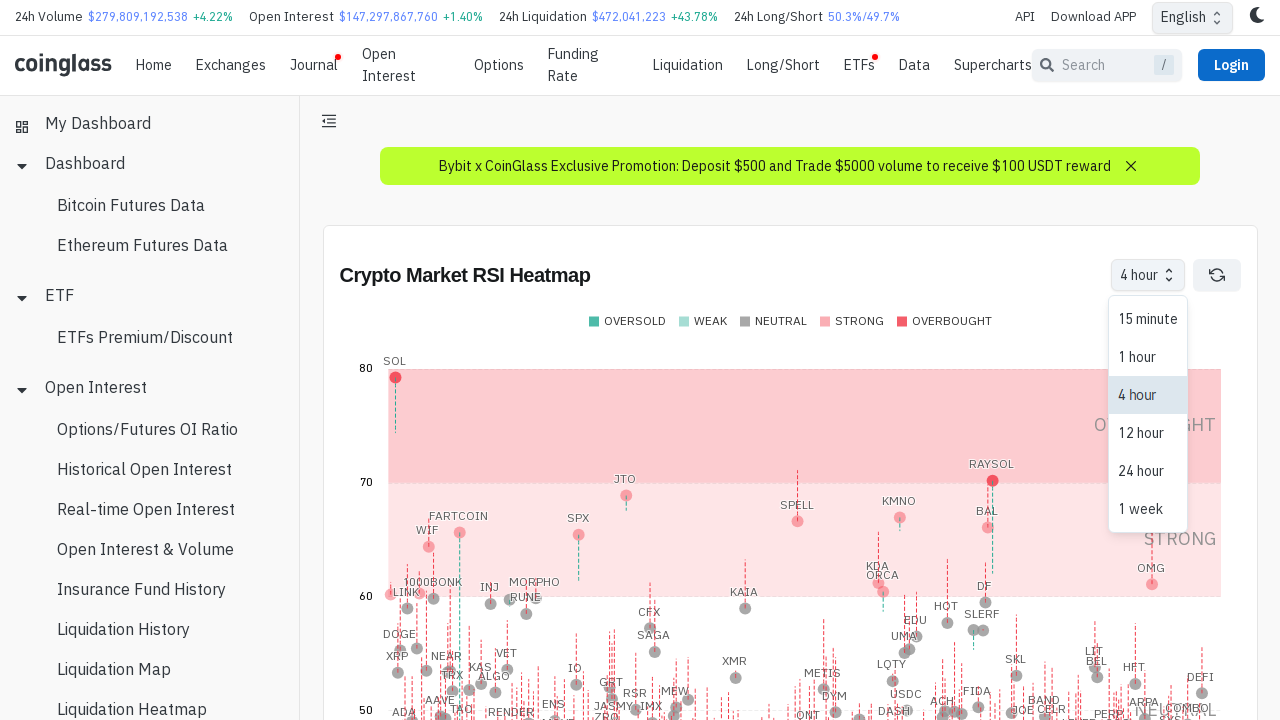 24h Volume $279,809,192,538 +4.22% Open Interest $147,297,867,760 +1.40% 24h Liquidation $472,041,223 +43.78% 24h Long/Short 50.3%/49.7% API Download APP English
coinglass Home Exchanges Journal Open Interest Options Funding Rate Liquidation Long/Short ETFs Data Supercharts Search / Login
My Dashboard
Dashboard
Bitcoin Futures Data
Ethereum Futures Data
ETF
ETFs Premium/Discount
Open Interest
Options/Futures OI Ratio
Historical Open Interest
Real-time Open Interest
Open Interest & Volume
Insurance Fund History
Liquidation History
Liquidation Map
Liquidation Heatmap
Bybit x CoinGlass Exclusive Promotion: Deposit $500 and Trade $5000 volume to receive $100 USDT reward
Crypto Market RSI Heatmap
4 hour
15 minute
1 hour
4 hour
12 hour
24 hour
1 week
OVERSOLD WEAK NEUTRAL STRONG OVERBOUGHT
80
SOL
70
RAYSOL
JTO
SPELL
KMNO
BAL
FARTCOIN
SPX
WIF
STRONG
KDA
ORCA
OMG
60
1000BONK
MORPHO
LINK
INJ
RUNE
KAIA
DF
HOT
CFX
SLERF
EDU
DOGE
SAGA
UMA
XRP
NEAR
VET
LIT
BEL
SKL
XMR
LQTY
HFT
KAS
IO
TRX
ALGO
METIS
DEFI
GRT
RSR
MEW
DYM
USDC
FIDA
AAVE
ENS
JASMY
IMX
ACH
BAND
ARPA
ADA
TAO
RENDER
ZRO
ONT
DASH
JOE
CELR
COMBO
50